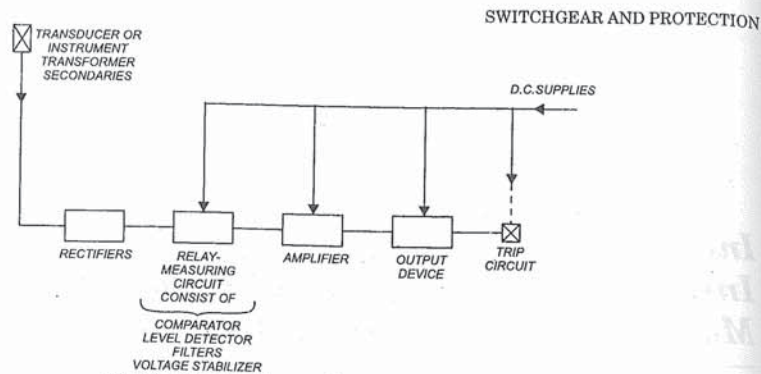 SWITCHGEAR AND PROTECTION
TRANSDUCER OR
INSTRUMENT
TRANSFORMER
SECONDARIES
D.C.SUPPLIES
RECTIFIERS
RELAY-
MEASURING
CIRCUIT
CONSIST OF
AMPLIFIER
OUTPUT
DEVICE
TRIP
CIRCUIT
COMPARATOR
LEVEL DETECTOR
FILTERS
VOLTAGE STABILIZER